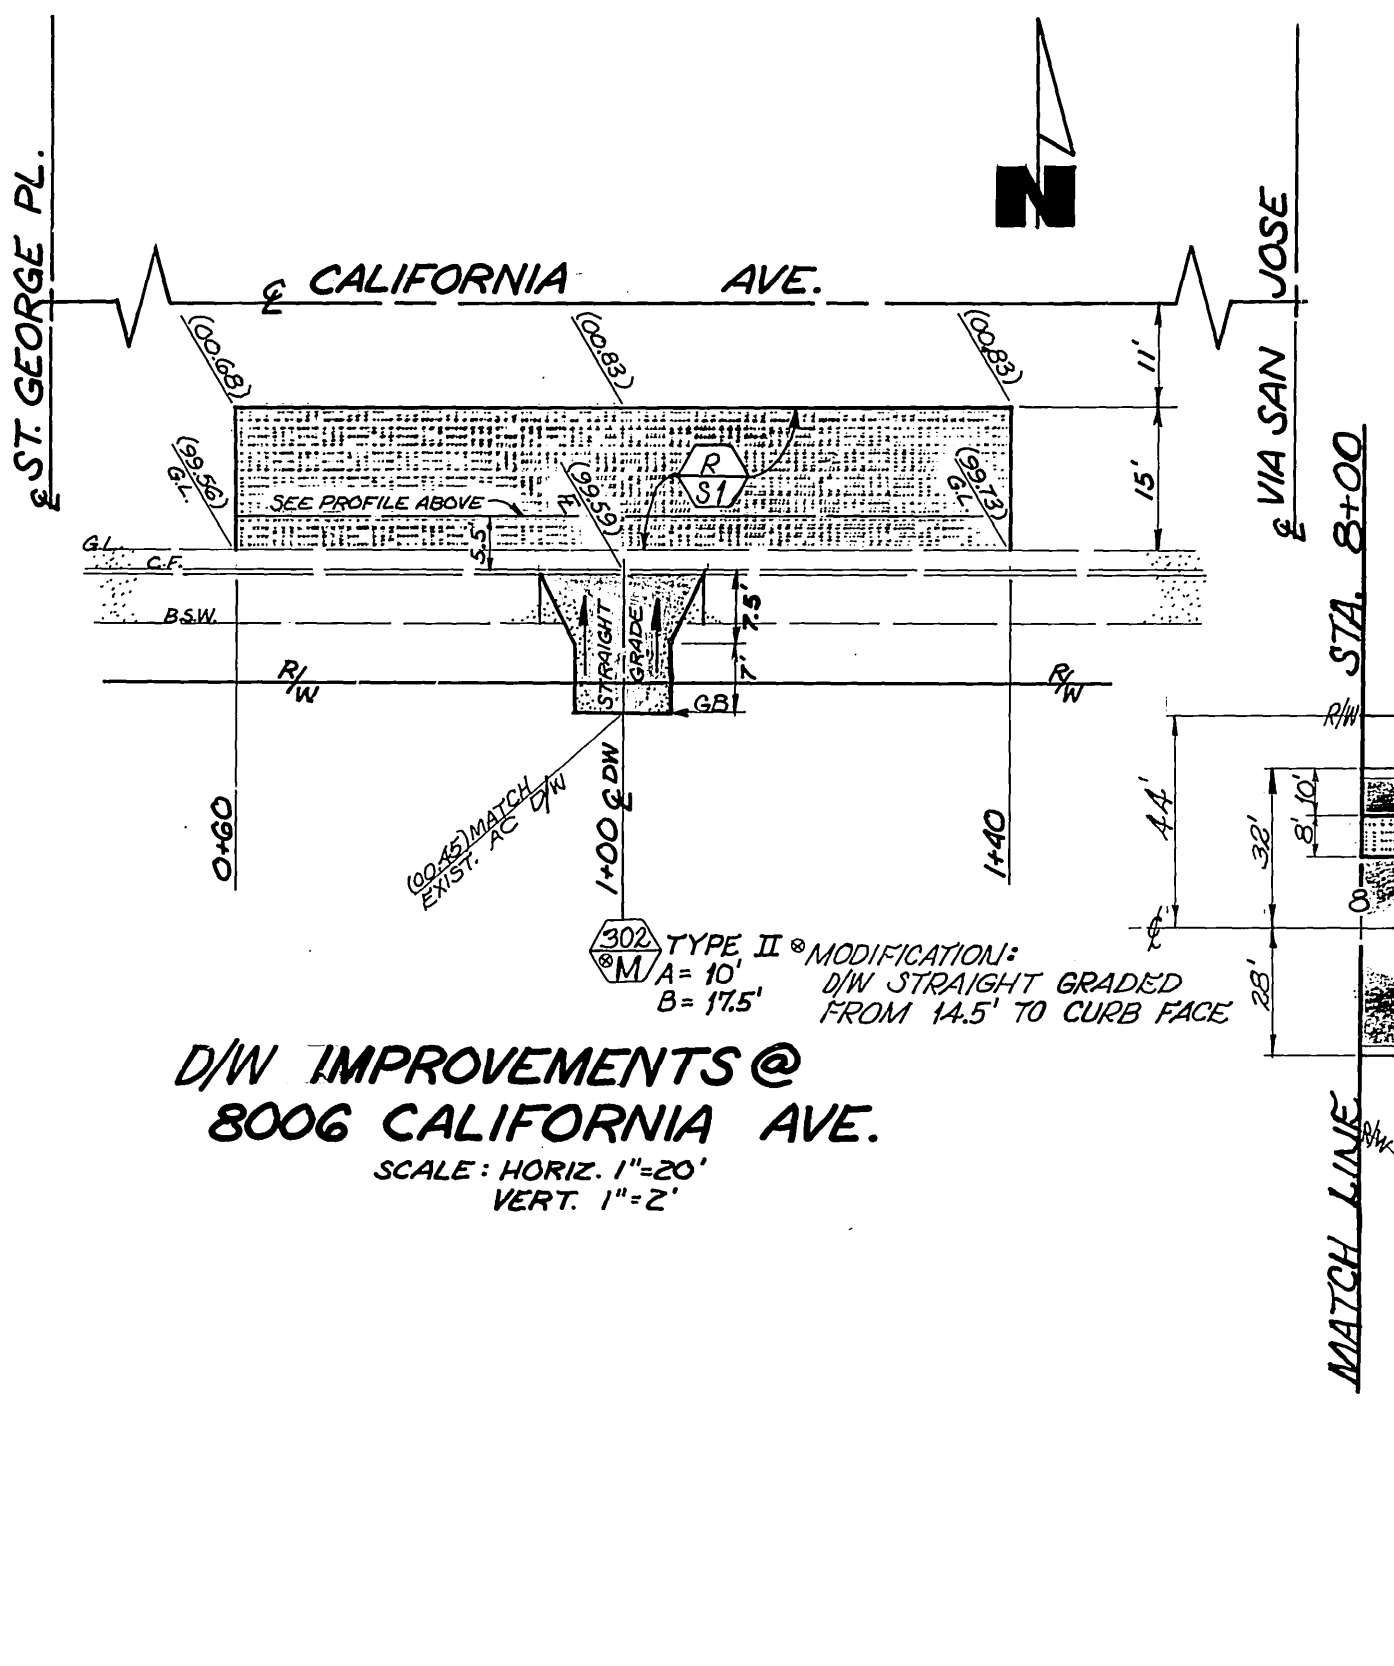 ℄ ST. GEORGE PL.
N
℄ CALIFORNIA AVE.
℄ VIA SAN JOSE
(00.68)
(00.83)
(00.83)
11'
15'
(99.56)
G.L.
(99.59)
(99.73)
G.L.
R
S1
SEE PROFILE ABOVE
5.5'
G.L.
C.F.
B.S.W.
STRAIGHT
GRADE
7.5'
7'
R/W
R/W
GB
0+60
1+00 ℄ DW
1+40
(00.45) MATCH
EXIST. AC D/W
302
⊗M
TYPE II
A = 10'
B = 17.5'
⊗ MODIFICATION:
D/W STRAIGHT GRADED
FROM 14.5' TO CURB FACE
D/W IMPROVEMENTS @
8006 CALIFORNIA AVE.
SCALE: HORIZ. 1"=20'
VERT. 1"=2'
MATCH LINE STA. 8+00
R/W
44'
32'
10'
8'
8
℄
28'
R/W